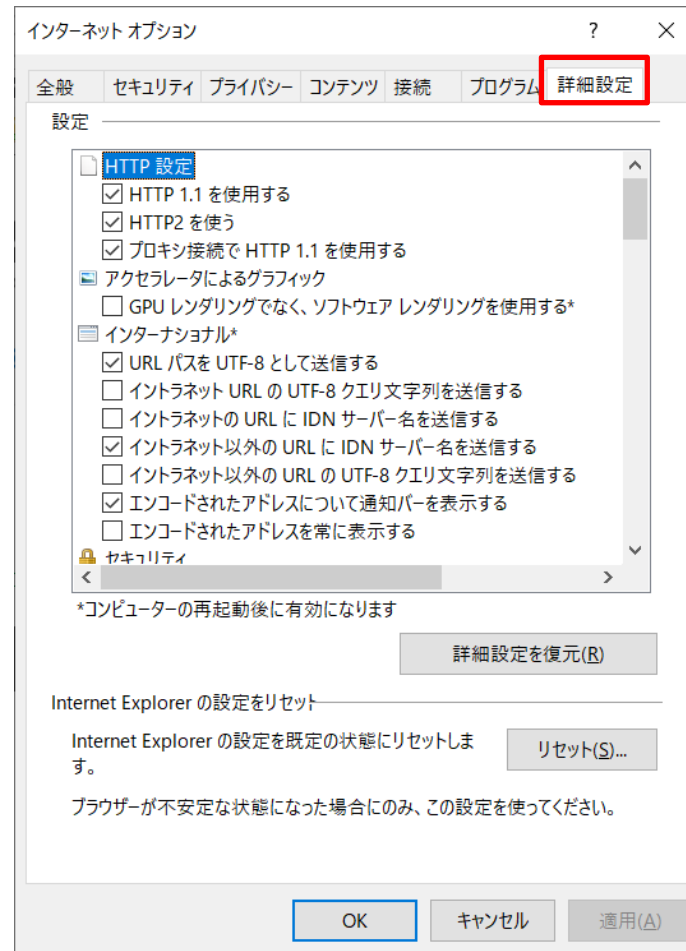 インターネット オプション ?
全般 セキュリティ プライバシー コンテンツ 接続 プログラム 詳細設定
設定
HTTP 設定
HTTP 1.1 を使用する
HTTP2 を使う
プロキシ接続で HTTP 1.1 を使用する
アクセラレータによるグラフィック
GPU レンダリングでなく、ソフトウェア レンダリングを使用する*
インターナショナル*
URL パスを UTF-8 として送信する
イントラネット URL の UTF-8 クエリ文字列を送信する
イントラネットの URL に IDN サーバー名を送信する
イントラネット以外の URL に IDN サーバー名を送信する
イントラネット以外の URL の UTF-8 クエリ文字列を送信する
エンコードされたアドレスについて通知バーを表示する
エンコードされたアドレスを常に表示する
セキュリティ
*コンピューターの再起動後に有効になります
詳細設定を復元(R)
Internet Explorer の設定をリセット
Internet Explorer の設定を既定の状態にリセットしま
す。
リセット(S)...
ブラウザーが不安定な状態になった場合にのみ、この設定を使ってください。
OK キャンセル 適用(A)